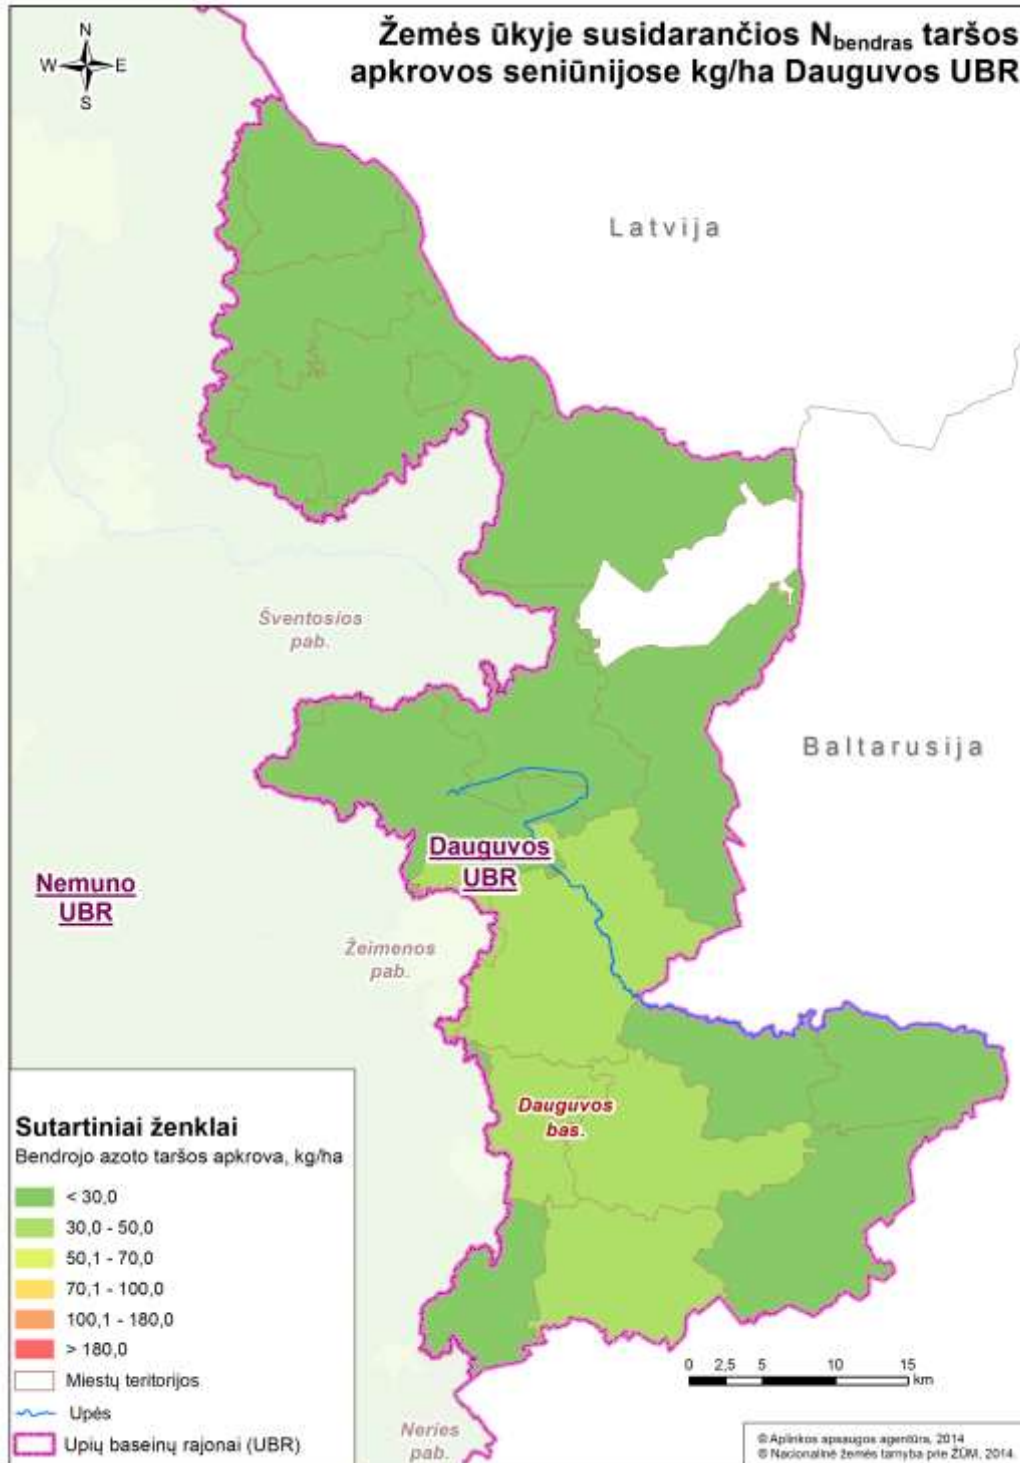 Žemės ūkyje susidarančios Nbendras taršos
apkrovos seniūnijose kg/ha Dauguvos UBR
N
W E
S
Latvija
Šventosios
pab.
Baltarusija
Dauguvos
UBR
Nemuno
UBR
Žeimenos
pab.
Dauguvos
bas.
Sutartiniai ženklai
Bendrojo azoto taršos apkrova, kg/ha
< 30,0
30,0 - 50,0
50,1 - 70,0
70,1 - 100,0
100,1 - 180,0
> 180,0
Miestų teritorijos
Upės
Upių baseinų rajonai (UBR)
0 2,5 5 10 15
km
Neries
pab.
© Aplinkos apsaugos agentūra, 2014
© Nacionalinė žemės tarnyba prie ŽŪM, 2014.